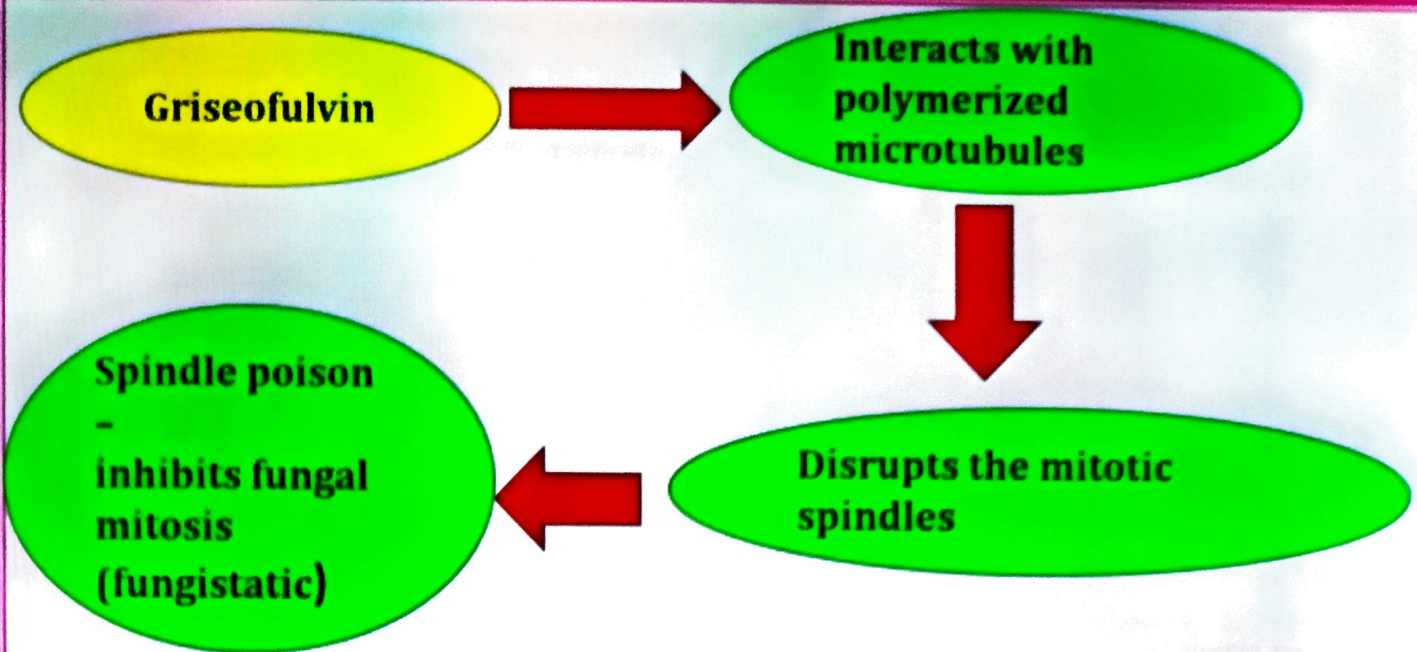 Griseofulvin
Interacts with
polymerized
microtubules
Disrupts the mitotic
spindles
Spindle poison
–
inhibits fungal
mitosis
(fungistatic)